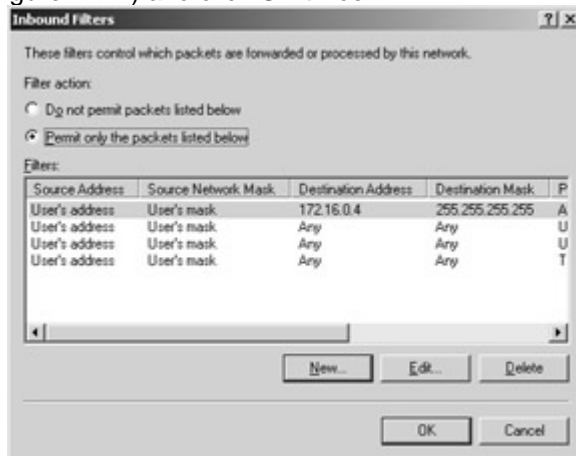 Inbound Filters ? X
These filters control which packets are forwarded or processed by this network.
Filter action:
Do not permit packets listed below
Permit only the packets listed below
Filters:
Source Address Source Network Mask Destination Address Destination Mask P
User's address User's mask 172.16.0.4 255.255.255.255 A
User's address User's mask Any Any U
User's address User's mask Any Any U
User's address User's mask Any Any T
New... Edit... Delete
OK Cancel